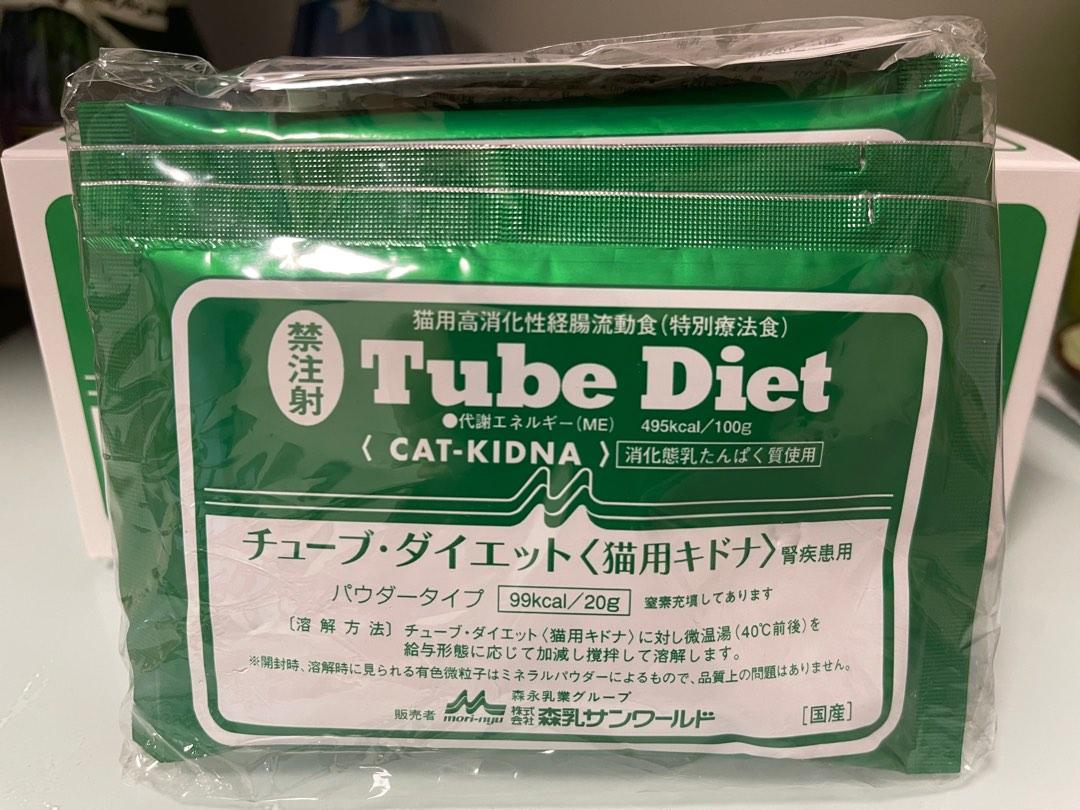 禁注射
猫用高消化性経腸流動食(特別療法食)
Tube Diet
●代謝エネルギー(ME) 495kcal/100g
〈 CAT-KIDNA 〉 消化態乳たんぱく質使用
チューブ・ダイエット〈猫用キドナ〉腎疾患用
パウダータイプ 99kcal/20g 窒素充填してあります
〔溶解方法〕チューブ・ダイエット〈猫用キドナ〉に対し微温湯(40℃前後)を
給与形態に応じて加減し撹拌して溶解します。
※開封時、溶解時に見られる有色微粒子はミネラルパウダーによるもので、品質上の問題はありません。
森永乳業グループ
販売者 mori-nyu 株式会社 森乳サンワールド [国産]